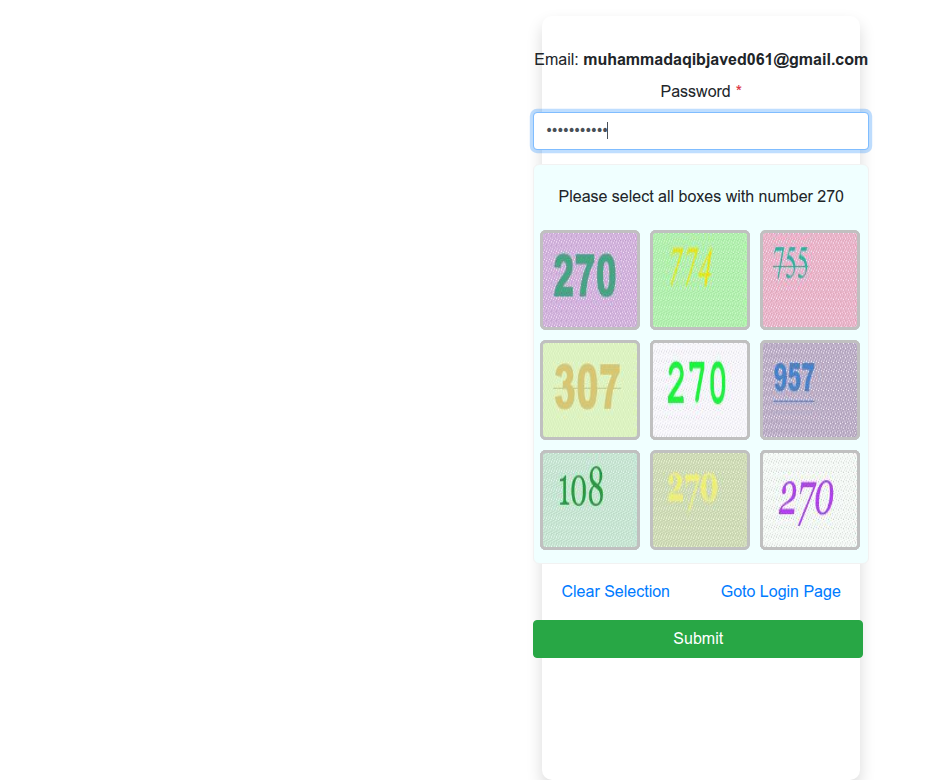 Email: muhammadaqibjaved061@gmail.com
Password *
•••••••••••
Please select all boxes with number 270
270 774 755
307 270 957
108 270 270
Clear Selection Goto Login Page
Submit